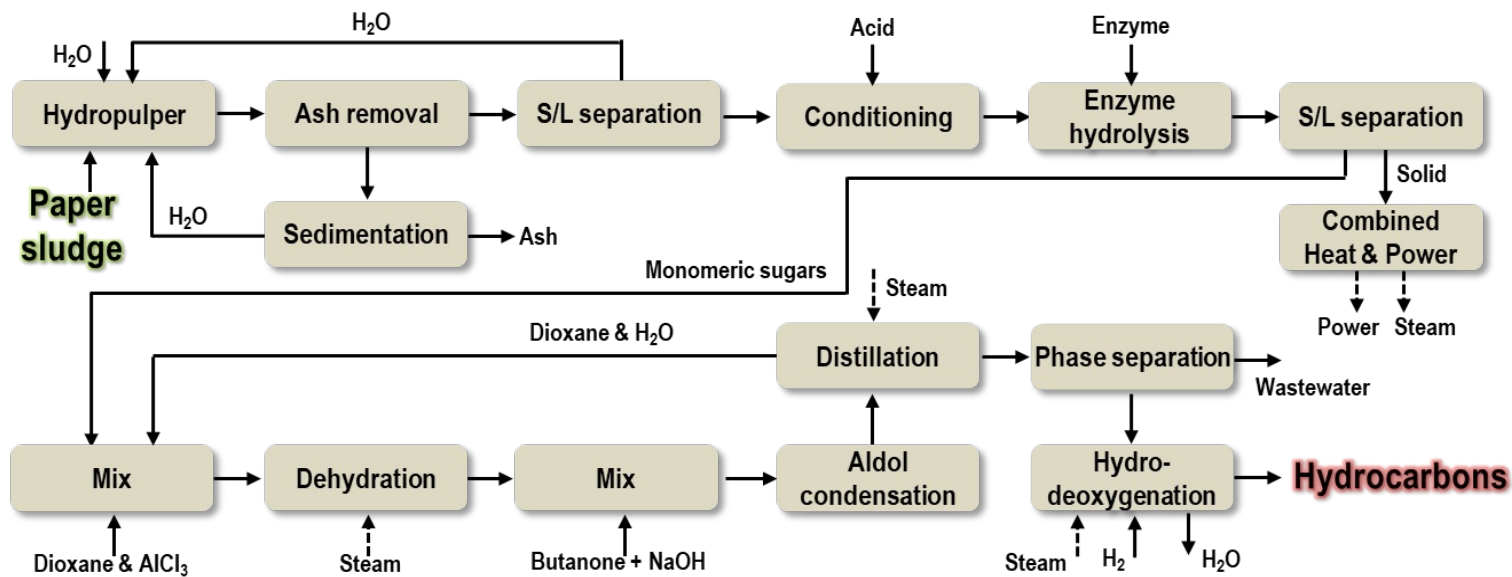 H₂O
H₂O
Acid
Enzyme
Hydropulper
Ash removal
S/L separation
Conditioning
Enzyme
hydrolysis
S/L separation
Paper
sludge
H₂O
Sedimentation
Ash
Solid
Combined
Heat & Power
Monomeric sugars
Steam
Power
Steam
Dioxane & H₂O
Distillation
Phase separation
Wastewater
Mix
Dehydration
Mix
Aldol
condensation
Hydro-
deoxygenation
Hydrocarbons
Dioxane & AlCl₃
Steam
Butanone + NaOH
Steam
H₂
H₂O